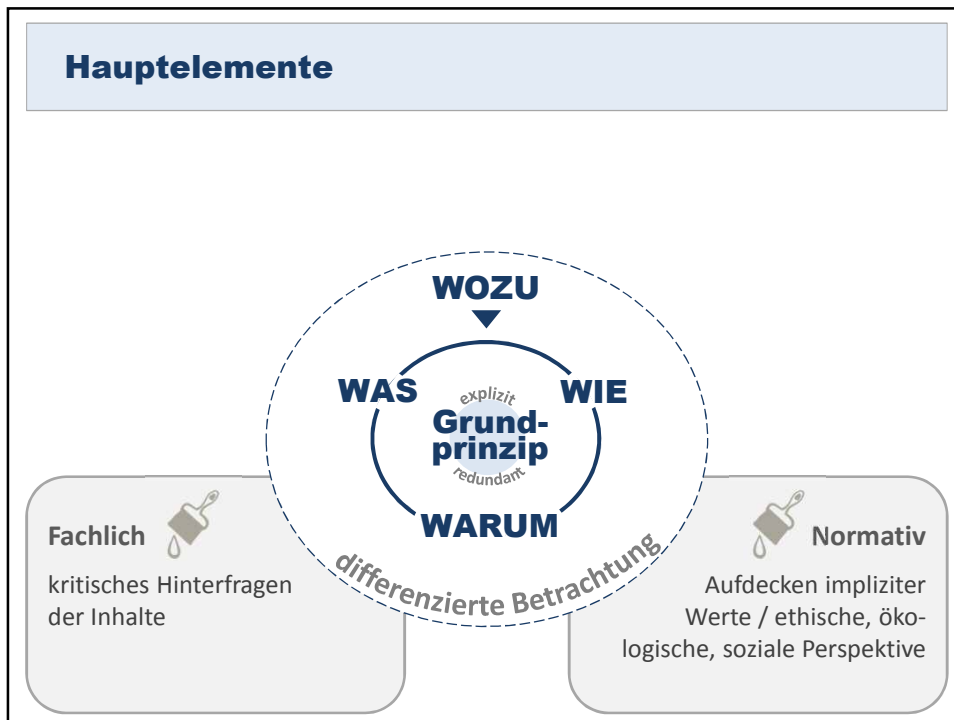 Hauptelemente
WOZU
WAS
WIE
explizit
Grund-
prinzip
redundant
WARUM
differenzierte Betrachtung
Fachlich
kritisches Hinterfragen
der Inhalte
Normativ
Aufdecken impliziter
Werte / ethische, öko-
logische, soziale Perspektive